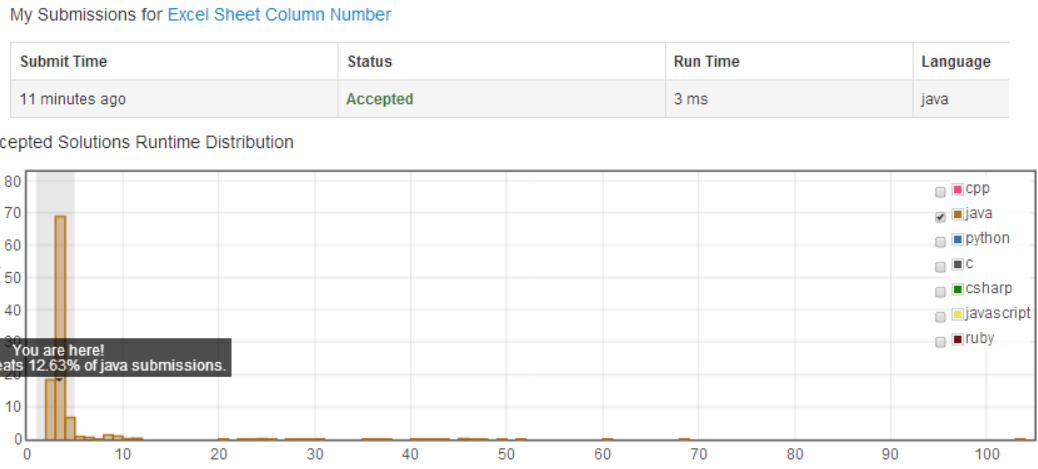 My Submissions for Excel Sheet Column Number
Submit Time Status Run Time Language
11 minutes ago Accepted 3 ms java
cepted Solutions Runtime Distribution
80
70
60
50
40
30
20
10
0
You are here!
eats 12.63% of java submissions.
cpp
java
python
c
csharp
javascript
ruby
0 10 20 30 40 50 60 70 80 90 100